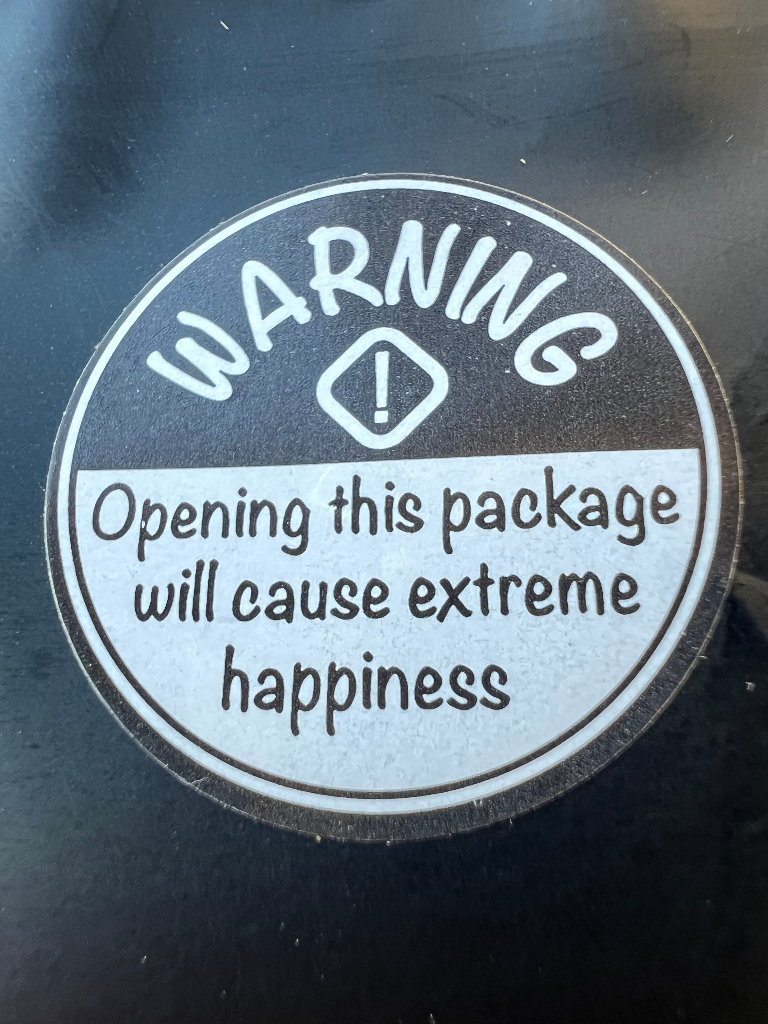 WARNING
!
Opening this package
will cause extreme
happiness